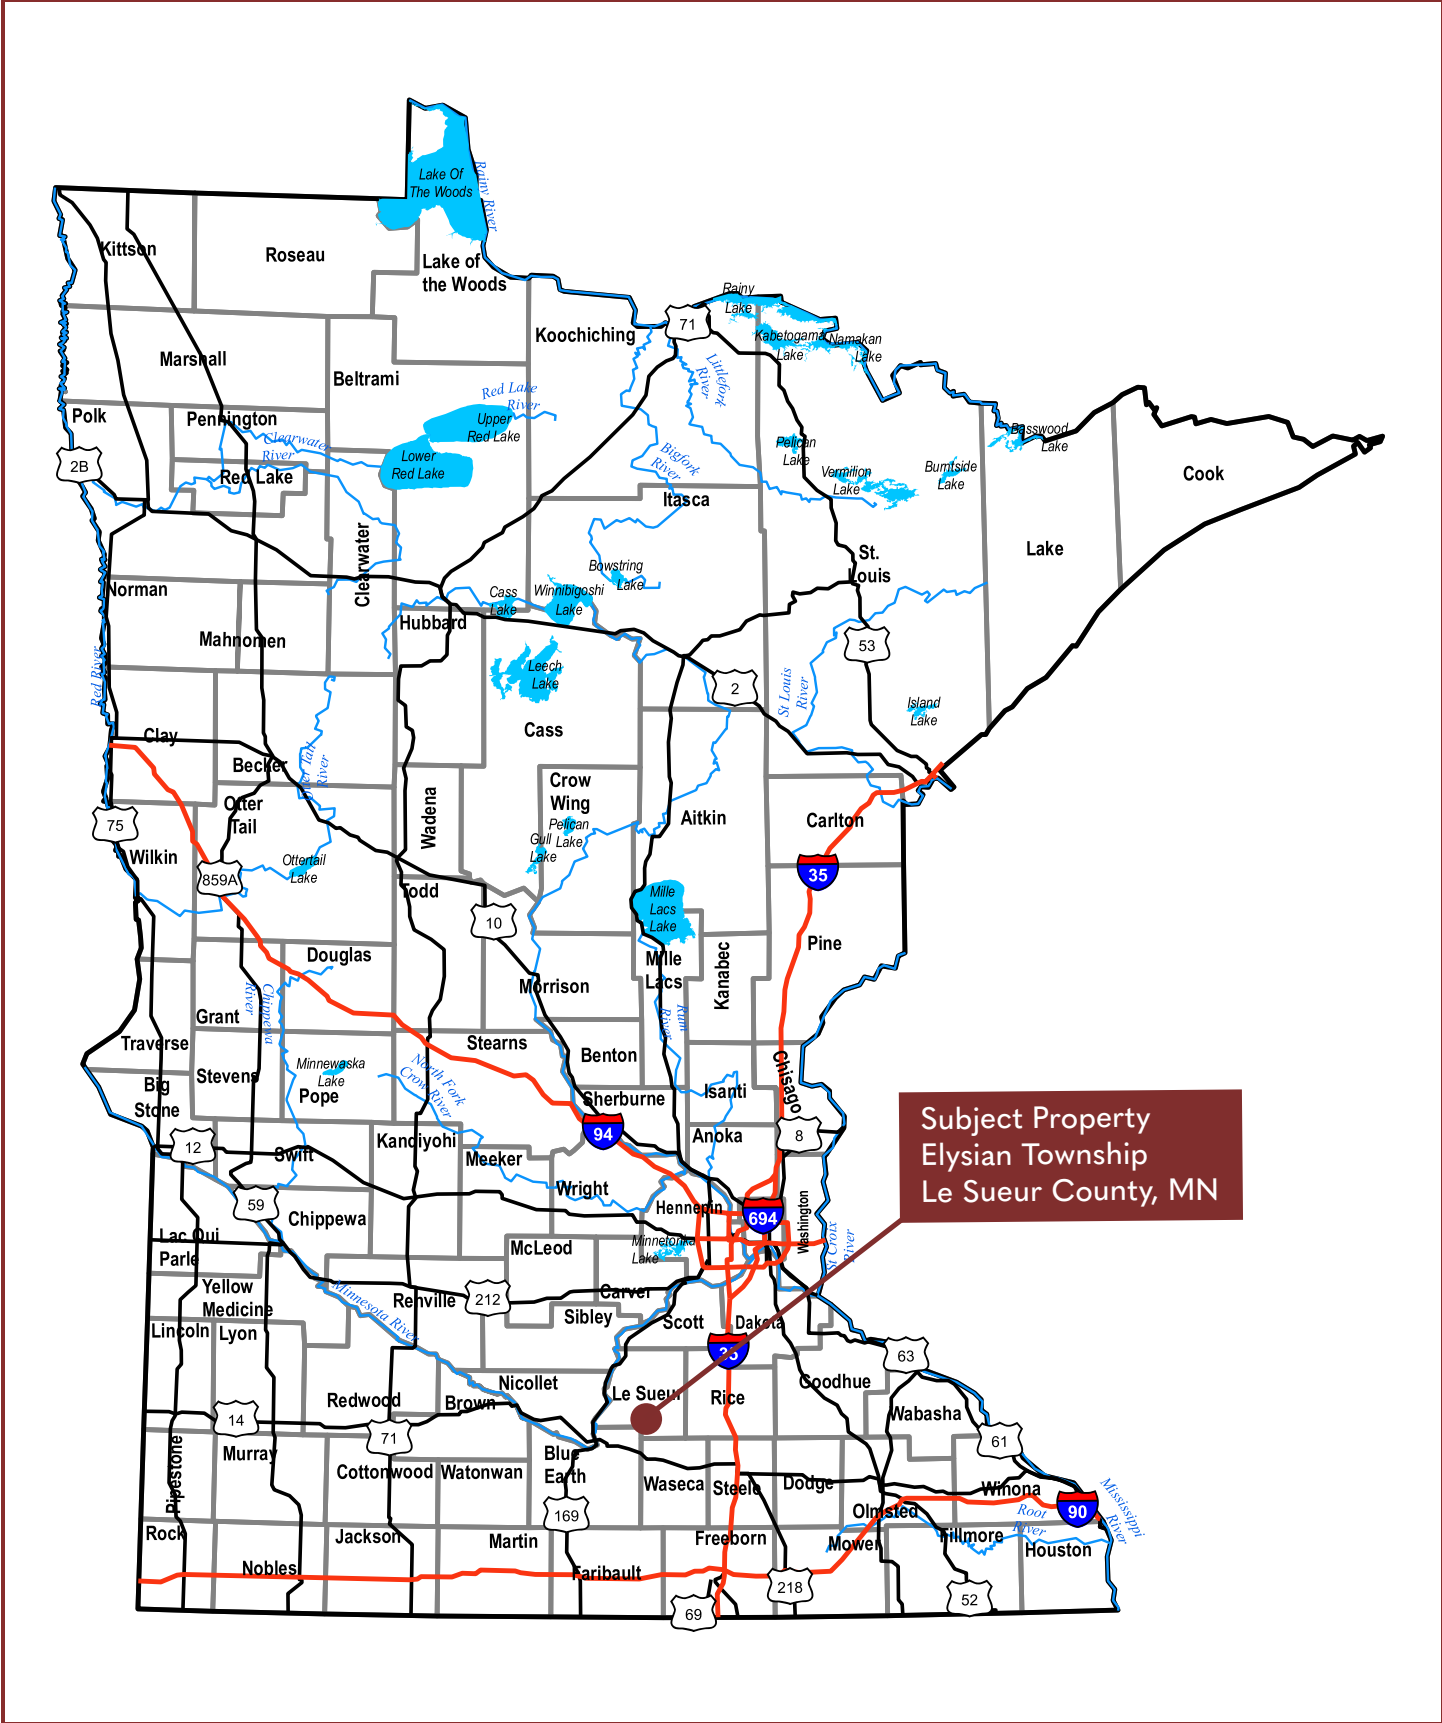 Lake Of
The Woods
Rainy River
Kittson
Roseau
Lake of
the Woods
Rainy
Lake
71
Koochiching
Kabetogama
Lake
Namakan
Lake
Marshall
Beltrami
Littlefork
River
Red Lake
River
Polk
Pennington
Upper
Red Lake
Clearwater
River
Basswood
Lake
Pelican
Lake
Bigfork
River
2B
Lower
Red Lake
Red Lake
Vermilion
Lake
Burntside
Lake
Cook
Itasca
Clearwater
St.
Louis
Lake
Bowstring
Lake
Norman
Cass
Lake
Winnibigoshi
Lake
Hubbard
Mahnomen
53
Red River
Leech
Lake
2
St Louis
River
Island
Lake
Cass
Clay
Becker
Otter Tail
River
Crow
Wing
Otter
Tail
Wadena
Pelican
Lake
Aitkin
Carlton
75
Gull
Lake
Wilkin
Ottertail
Lake
859A
35
Todd
Mille
Lacs
Lake
10
Pine
Douglas
Mille
Lacs
Kanabec
Morrison
Chippewa
River
Grant
Rum
River
Traverse
Stearns
Benton
Minnewaska
Lake
Stevens
Pope
Big
Stone
North Fork
Crow River
Chisago
Isanti
Sherburne
Subject Property
Elysian Township
Le Sueur County, MN
94
Anoka
8
12
Kandiyohi
Swift
Meeker
Wright
59
Chippewa
Hennepin
694
Washington
Lac Qui
Parle
McLeod
Minnetonka
Lake
St Croix
River
Yellow
Medicine
Minnesota River
Renville
212
Carver
Sibley
Scott
Dakota
Lincoln
Lyon
35
63
Nicollet
Le Sueur
Rice
Goodhue
Redwood
Brown
Wabasha
14
71
61
Murray
Blue
Earth
Pipestone
Cottonwood
Watonwan
Waseca
Steele
Dodge
Winona
169
Olmsted
Root
River
90
Mississippi
River
Rock
Jackson
Martin
Freeborn
Mower
Fillmore
Houston
Nobles
Faribault
218
52
69